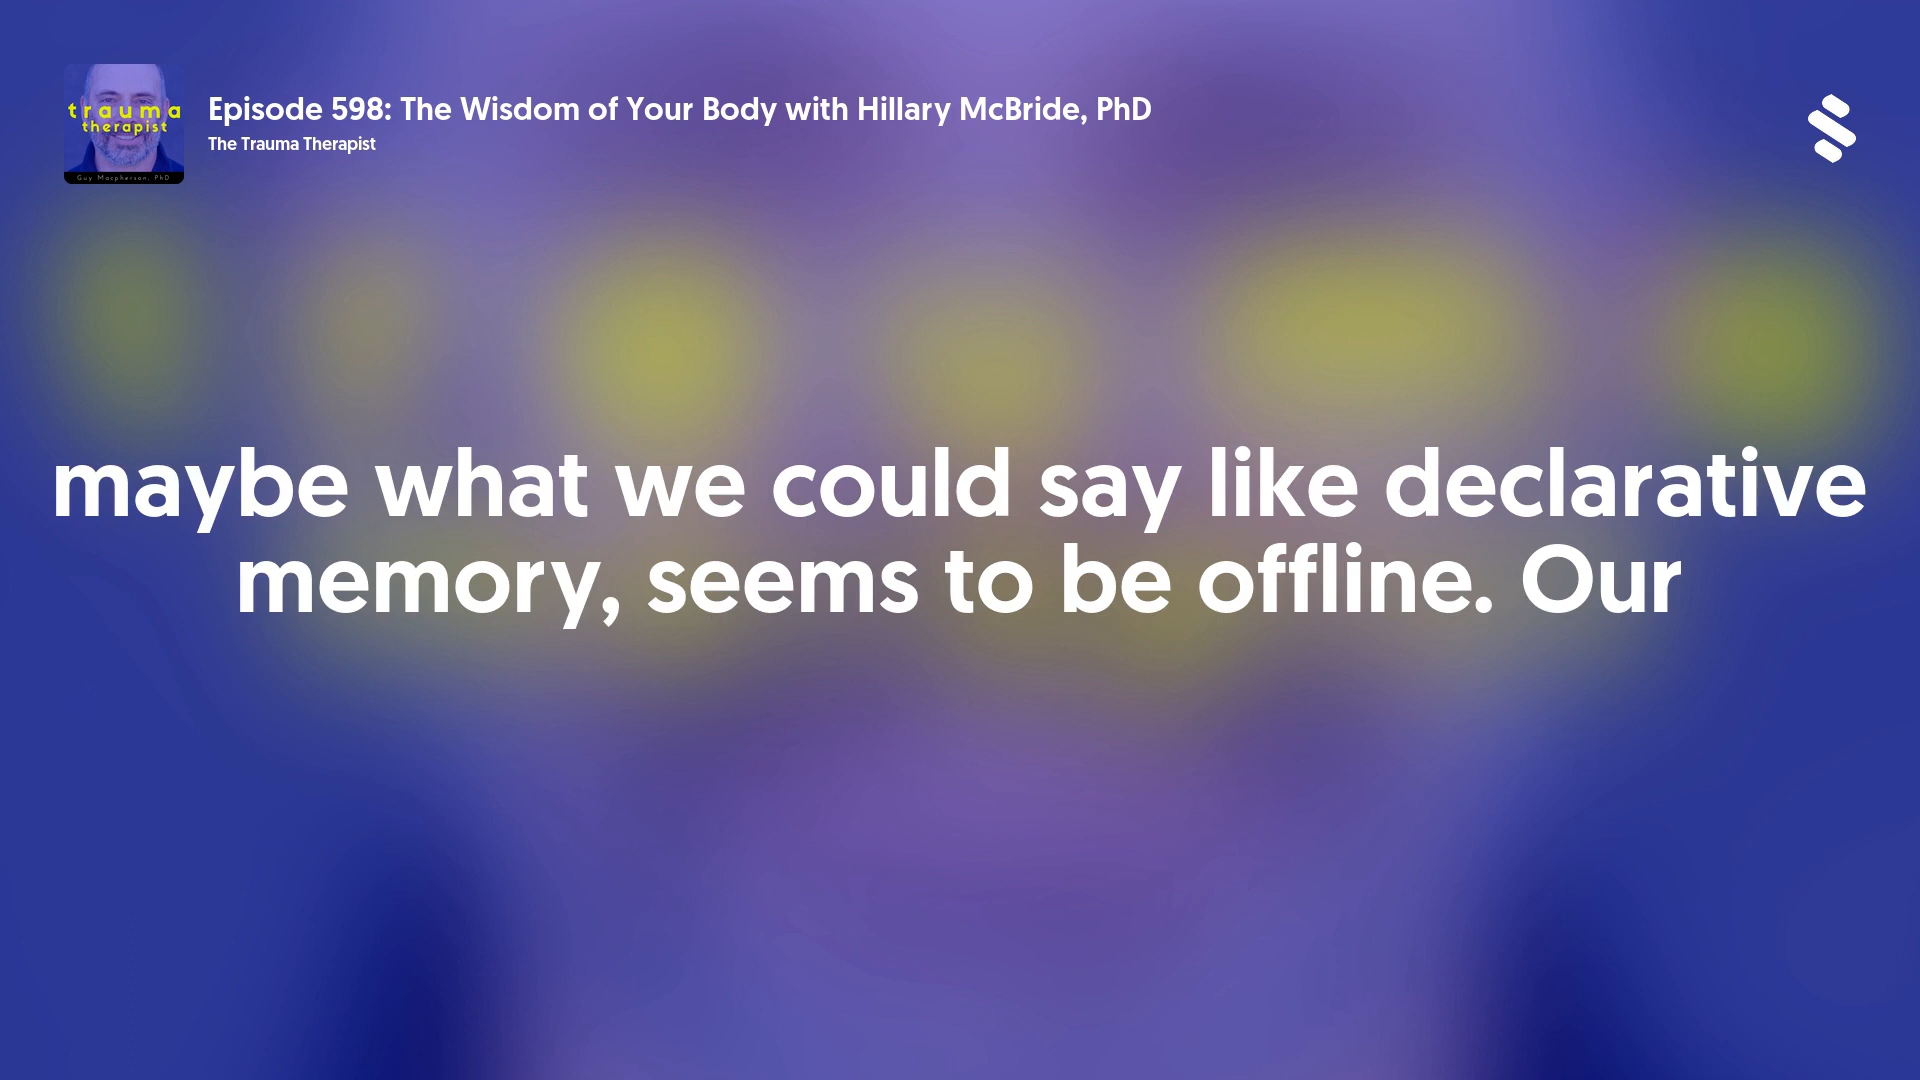 trauma
therapist
Guy Macpherson, PhD
Episode 598: The Wisdom of Your Body with Hillary McBride, PhD
The Trauma Therapist
maybe what we could say like declarative
memory, seems to be offline. Our